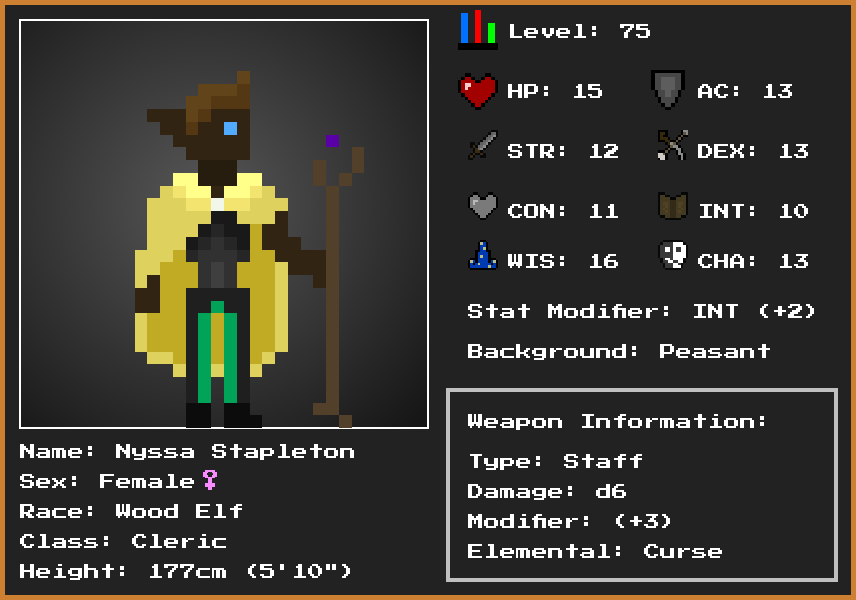 Level: 75
HP: 15
AC: 13
STR: 12
DEX: 13
CON: 11
INT: 10
WIS: 16
CHA: 13
Stat Modifier: INT (+2)
Background: Peasant
Weapon Information:
Type: Staff
Damage: d6
Modifier: (+3)
Elemental: Curse
Name: Nyssa Stapleton
Sex: Female♀
Race: Wood Elf
Class: Cleric
Height: 177cm (5'10")